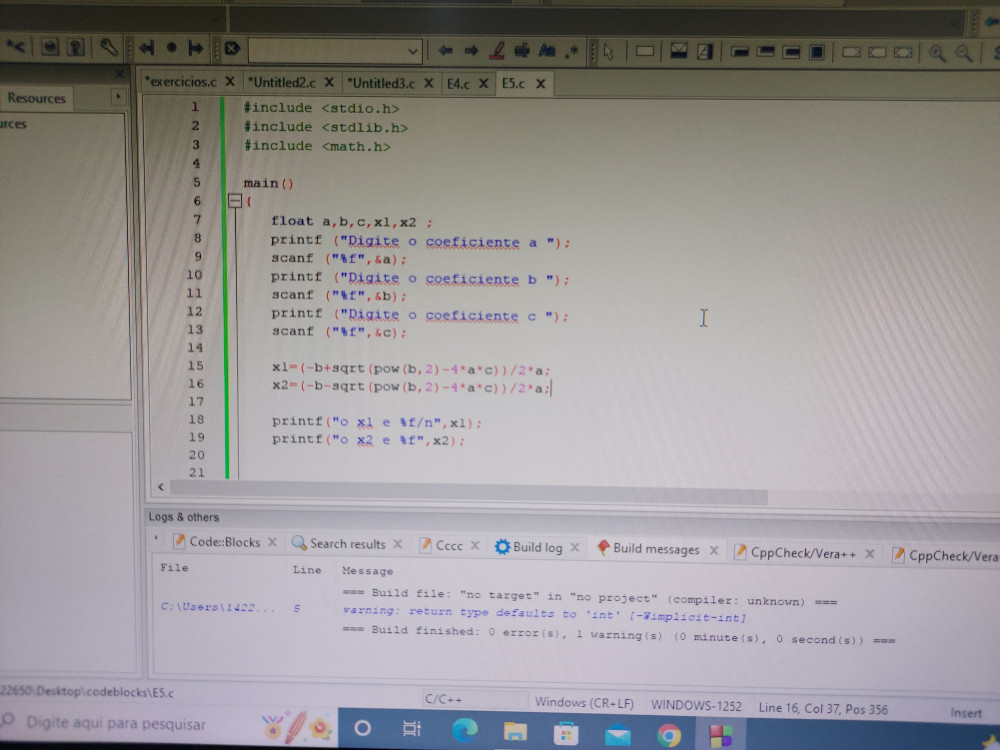 *exercicios.c X *Untitled2.c X *Untitled3.c X E4.c X E5.c X
Resources
urces
1 #include <stdio.h>
2 #include <stdlib.h>
3 #include <math.h>
4
5 main()
6 {
7 float a,b,c,x1,x2 ;
8 printf ("Digite o coeficiente a ");
9 scanf ("%f",&a);
10 printf ("Digite o coeficiente b ");
11 scanf ("%f",&b);
12 printf ("Digite o coeficiente c ");
13 scanf ("%f",&c);
14
15 x1=(-b+sqrt(pow(b,2)-4*a*c))/2*a;
16 x2=(-b-sqrt(pow(b,2)-4*a*c))/2*a;
17
18 printf("o x1 e %f/n",x1);
19 printf("o x2 e %f",x2);
20
21
Logs & others
Code::Blocks X Search results X Cccc X Build log X Build messages X CppCheck/Vera++ X CppCheck/Vera
File Line Message
=== Build file: "no target" in "no project" (compiler: unknown) ===
C:\Users\1422... 5 warning: return type defaults to 'int' [-Wimplicit-int]
=== Build finished: 0 error(s), 1 warning(s) (0 minute(s), 0 second(s)) ===
22650\Desktop\codeblocks\E5.c C/C++ Windows (CR+LF) WINDOWS-1252 Line 16, Col 37, Pos 356 Insert
Digite aqui para pesquisar